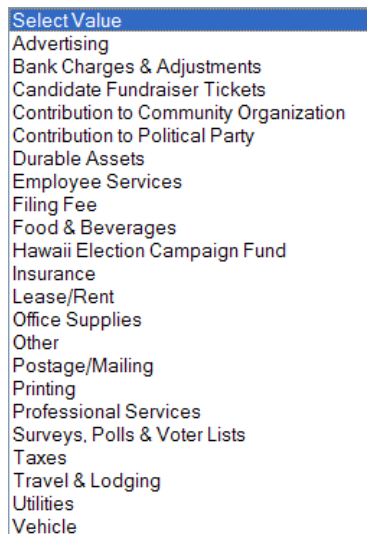 Select Value
Advertising
Bank Charges & Adjustments
Candidate Fundraiser Tickets
Contribution to Community Organization
Contribution to Political Party
Durable Assets
Employee Services
Filing Fee
Food & Beverages
Hawaii Election Campaign Fund
Insurance
Lease/Rent
Office Supplies
Other
Postage/Mailing
Printing
Professional Services
Surveys, Polls & Voter Lists
Taxes
Travel & Lodging
Utilities
Vehicle